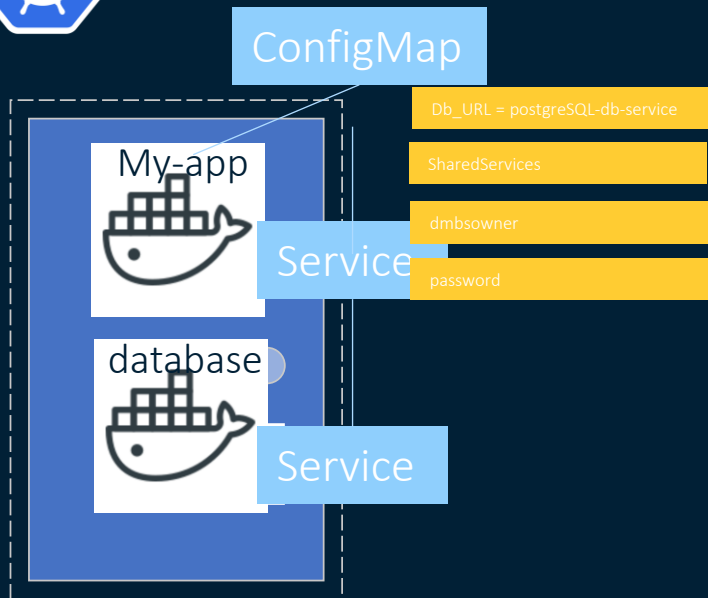 ConfigMap
Db_URL = postgreSQL-db-service
My-app
SharedServices
dmbsowner
Service
password
database
Service